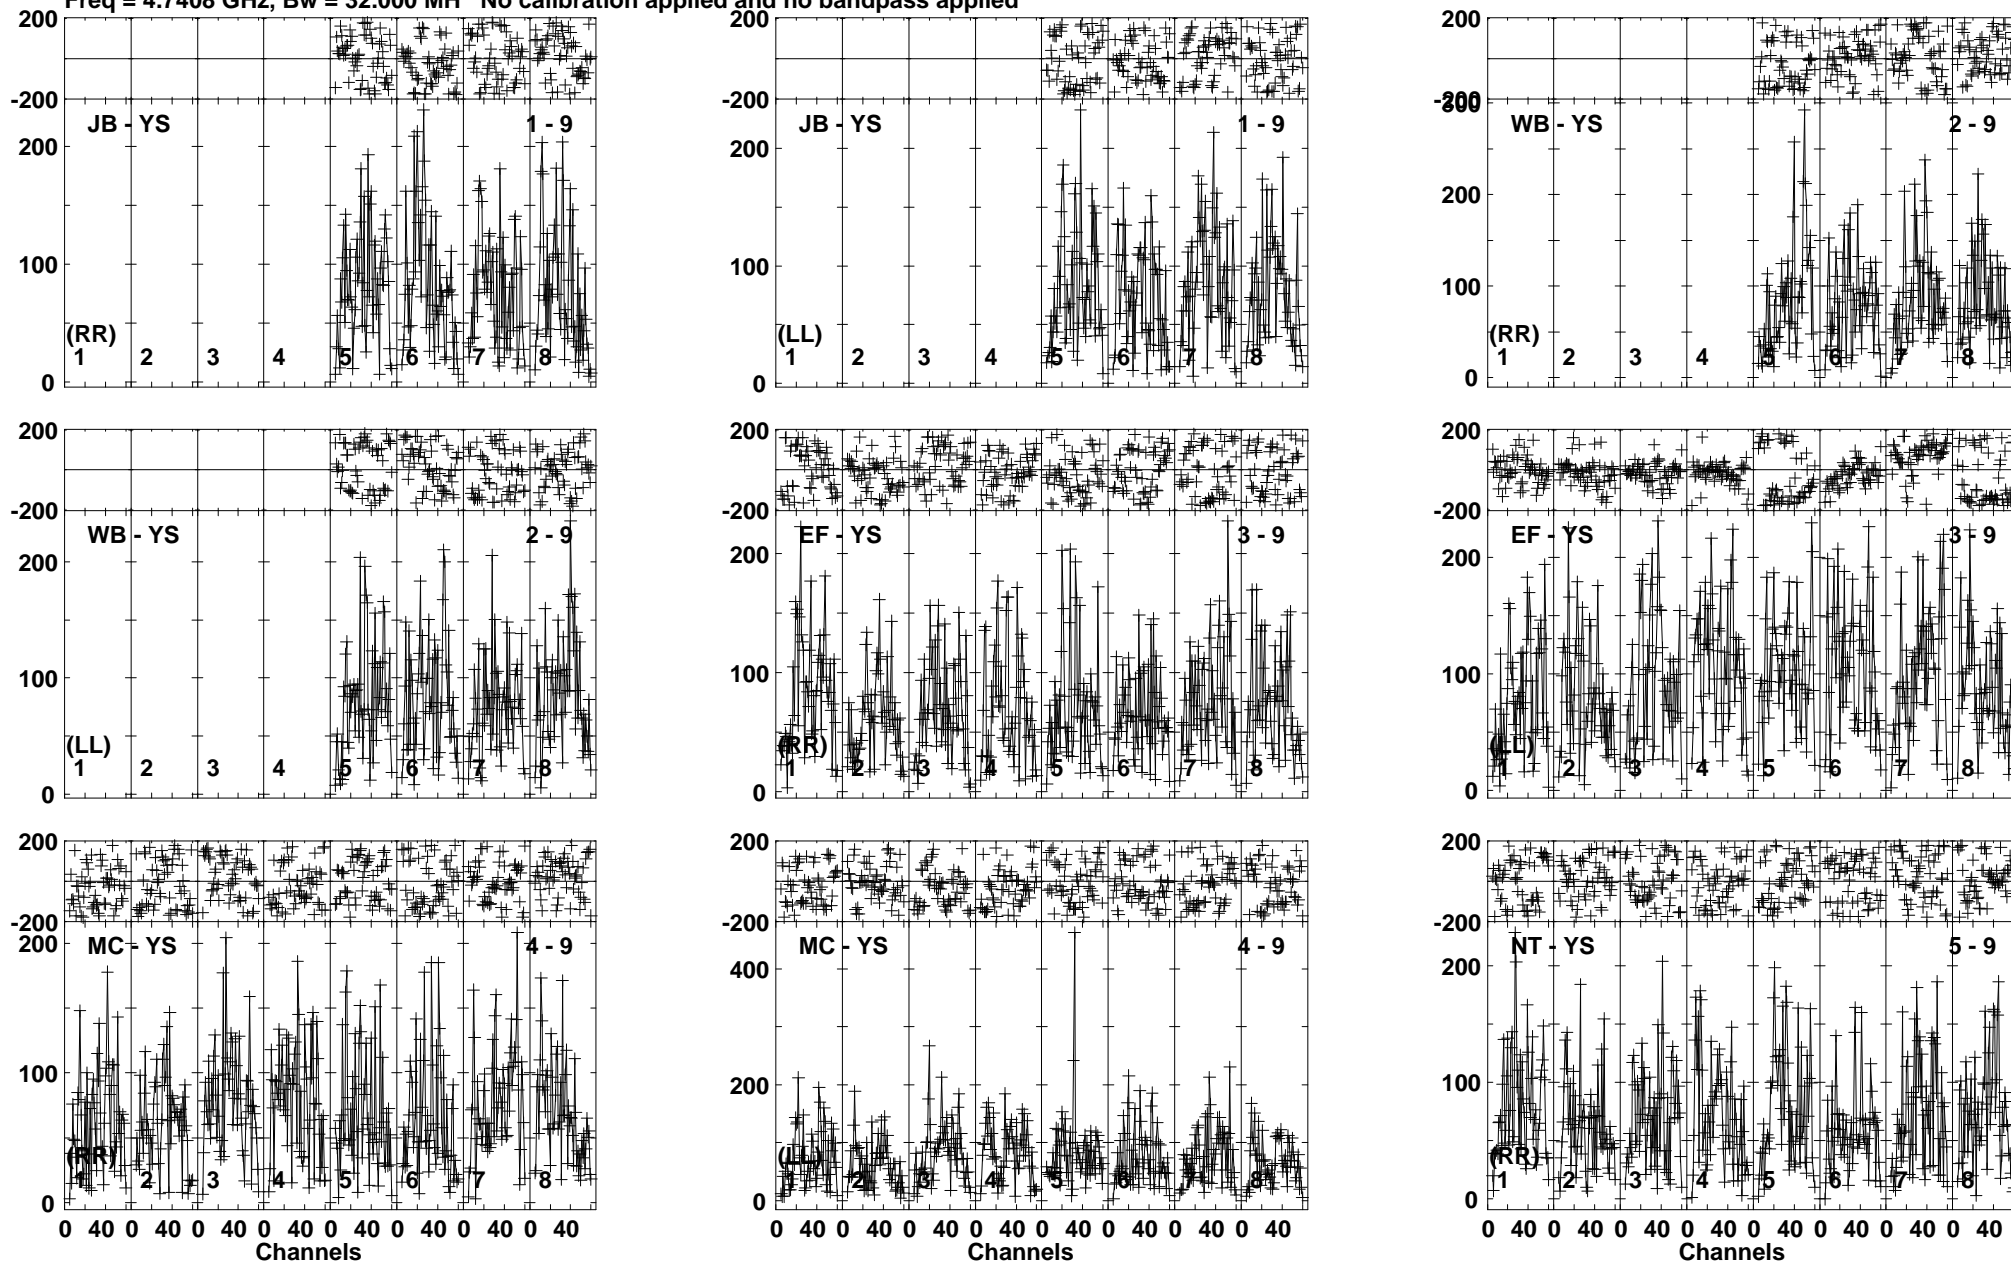 Freq = 4.7408 GHz, Bw = 32.000 MH No calibration applied and no bandpass applied
200 200 200
-200 -200 -200
JB - YS 1 - 9 JB - YS 1 - 9 300 WB - YS 2 - 9
200 200 200
100 100 100
(RR) (LL) (RR)
1 2 3 4 5 6 7 8 1 2 3 4 5 6 7 8 1 2 3 4 5 6 7 8
0 0 0
200 200 200
-200 -200 -200
WB - YS 2 - 9 EF - YS 3 - 9 EF - YS 3 - 9
200 200 200
100 100 100
(LL) (RR) (LL)
1 2 3 4 5 6 7 8 1 2 3 4 5 6 7 8 1 2 3 4 5 6 7 8
0 0 0
200 200 200
-200 -200 -200
MC - YS 4 - 9 MC - YS 4 - 9 NT - YS 5 - 9
200 400 200
100 200 100
(RR) (LL) (RR)
1 2 3 4 5 6 7 8 1 2 3 4 5 6 7 8 1 2 3 4 5 6 7 8
0 0 0
0 40 0 40 0 40 0 40 0 40 0 40 0 40 0 40 0 40 0 40 0 40 0 40 0 40 0 40 0 40 0 40 0 40 0 40 0 40 0 40 0 40 0 40 0 40 0 40
Channels Channels Channels